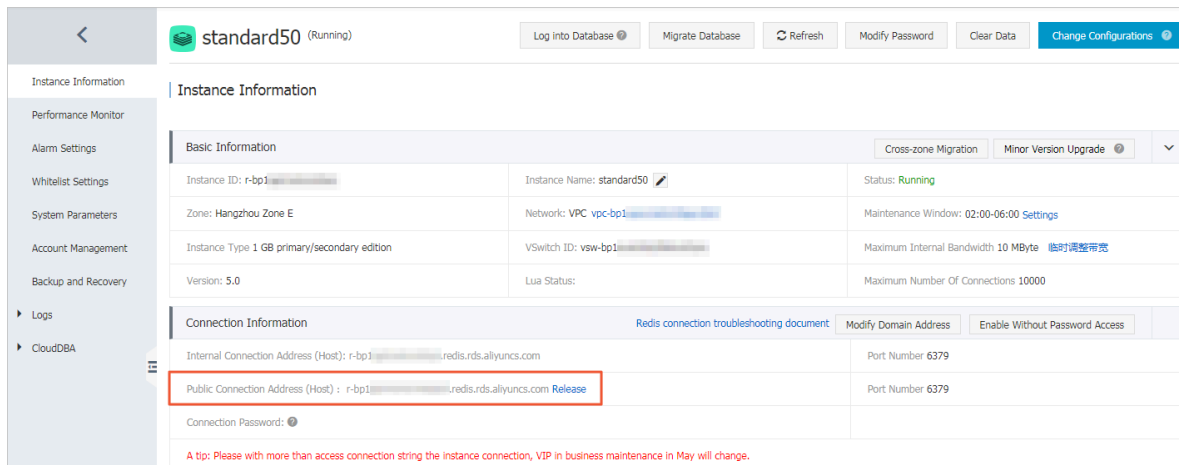 standard50 (Running)
Log into Database
Migrate Database
Refresh
Modify Password
Clear Data
Change Configurations
Instance Information
Performance Monitor
Alarm Settings
Whitelist Settings
System Parameters
Account Management
Backup and Recovery
Logs
CloudDBA
Instance Information
Basic Information
Cross-zone Migration
Minor Version Upgrade
Instance ID: r-bp1
Instance Name: standard50
Status: Running
Zone: Hangzhou Zone E
Network: VPC vpc-bp1
Maintenance Window: 02:00-06:00 Settings
Instance Type 1 GB primary/secondary edition
VSwitch ID: vsw-bp1
Maximum Internal Bandwidth 10 MByte 临时调整带宽
Version: 5.0
Lua Status:
Maximum Number Of Connections 10000
Connection Information
Redis connection troubleshooting document
Modify Domain Address
Enable Without Password Access
Internal Connection Address (Host): r-bp1 .redis.rds.aliyuncs.com
Port Number 6379
Public Connection Address (Host) : r-bp1 .redis.rds.aliyuncs.com Release
Port Number 6379
Connection Password:
A tip: Please with more than access connection string the instance connection, VIP in business maintenance in May will change.